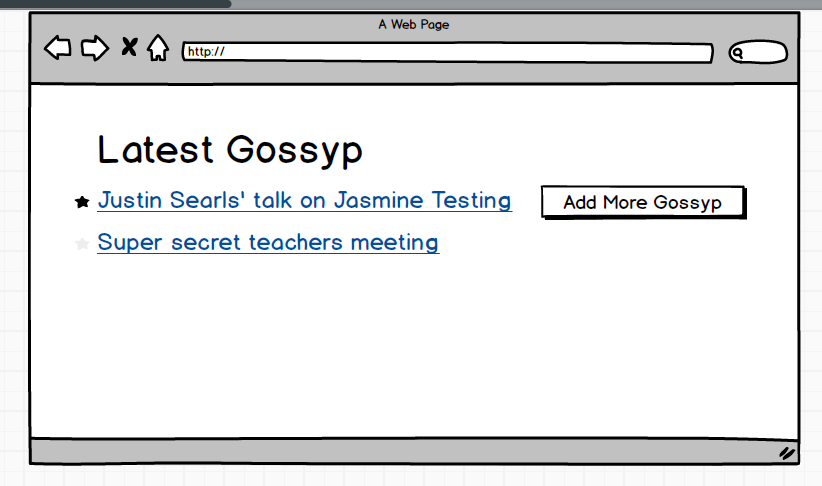 A Web Page
http://
Latest Gossyp
Justin Searls' talk on Jasmine Testing
Add More Gossyp
Super secret teachers meeting